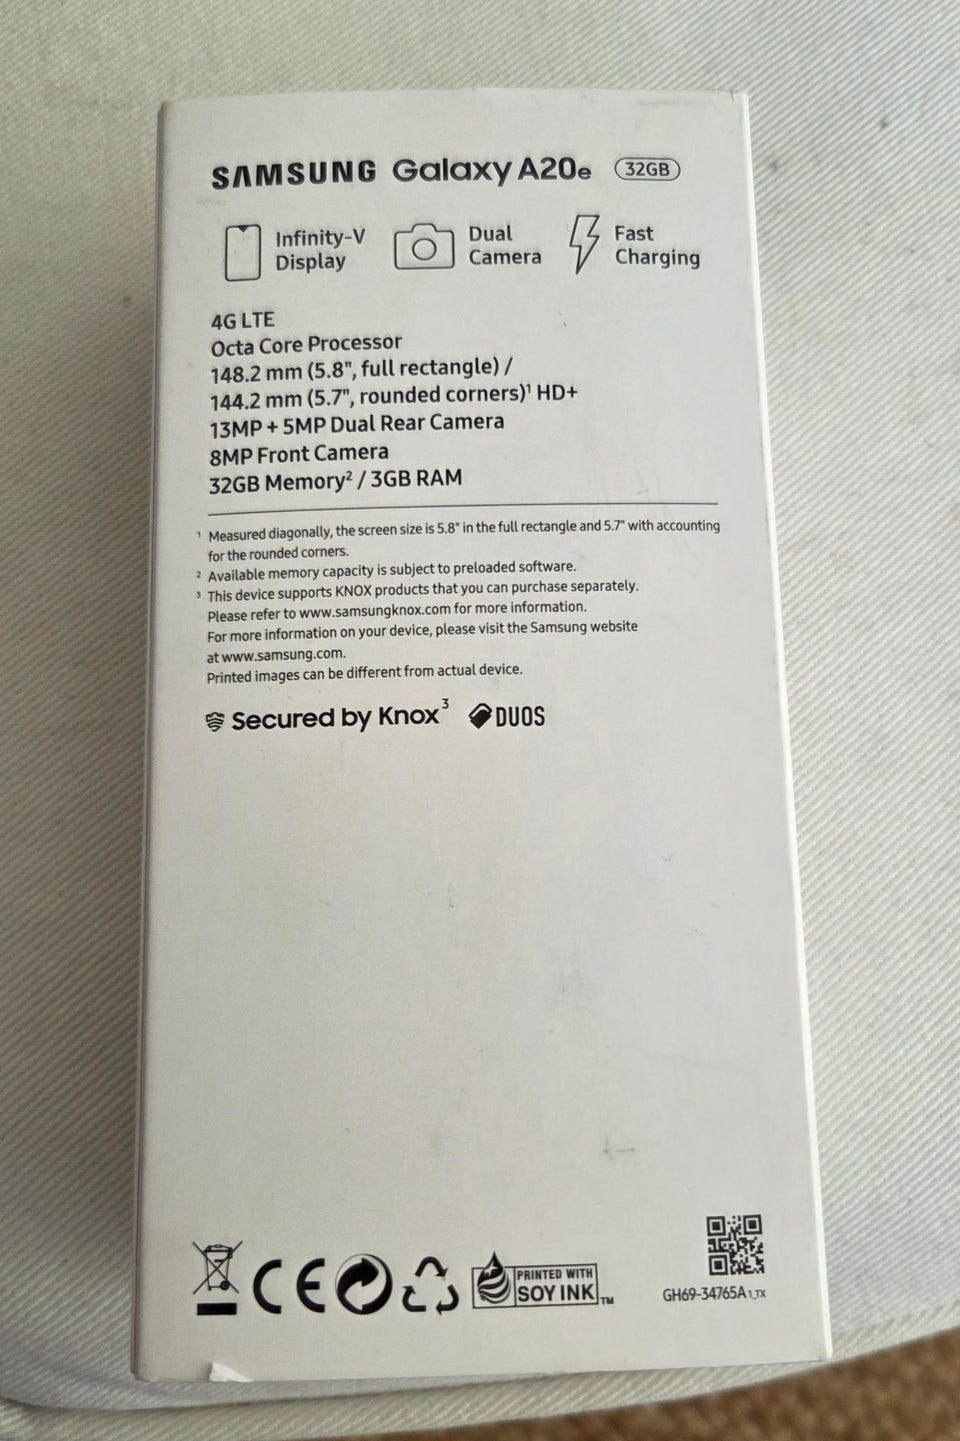 SAMSUNG Galaxy A20e 32GB
Infinity-V Display
Dual Camera
Fast Charging
4G LTE
Octa Core Processor
148.2 mm (5.8", full rectangle) /
144.2 mm (5.7", rounded corners)¹ HD+
13MP + 5MP Dual Rear Camera
8MP Front Camera
32GB Memory² / 3GB RAM
¹ Measured diagonally, the screen size is 5.8" in the full rectangle and 5.7" with accounting
for the rounded corners.
² Available memory capacity is subject to preloaded software.
³ This device supports KNOX products that you can purchase separately.
Please refer to www.samsungknox.com for more information.
For more information on your device, please visit the Samsung website
at www.samsung.com.
Printed images can be different from actual device.
Secured by Knox³ DUOS
CE
PRINTED WITH
SOY INK™
GH69-34765A 1_TX